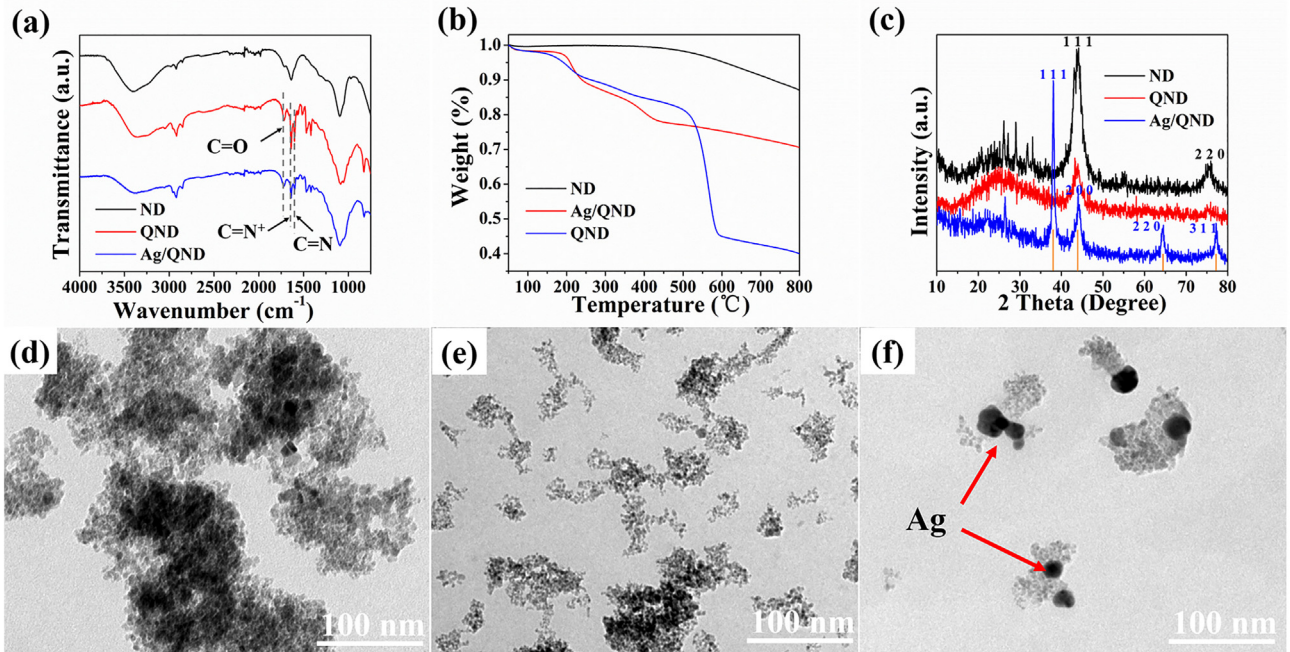 (a)
Transmittance (a.u.)
C=O
C=N⁺
C=N
ND
QND
Ag/QND
4000 3500 3000 2500 2000 1500 1000
Wavenumber (cm⁻¹)
(b)
Weight (%)
1.0
0.9
0.8
0.7
0.6
0.5
0.4
ND
Ag/QND
QND
100 200 300 400 500 600 700 800
Temperature (℃)
(c)
Intensity (a.u.)
1 1 1
1 1 1
ND
QND
Ag/QND
2 2 0
2 0 0
2 2 0
3 1 1
10 20 30 40 50 60 70 80
2 Theta (Degree)
(d)
100 nm
(e)
100 nm
(f)
Ag
100 nm